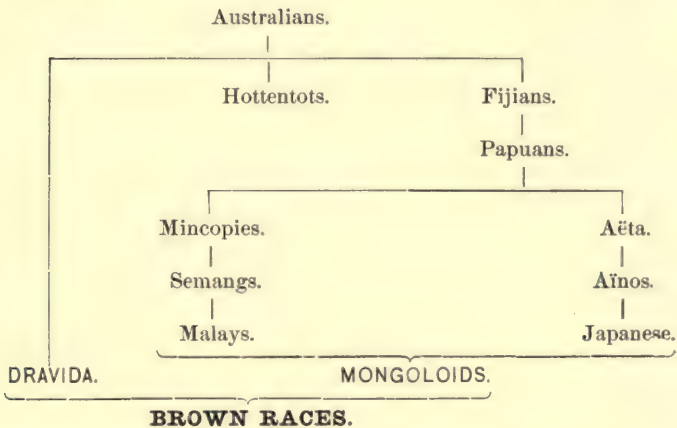 Australians.
Hottentots. Fijians.
Papuans.
Mincopies. Aëta.
Semangs. Aïnos.
Malays. Japanese.
DRAVIDA. MONGOLOIDS.
BROWN RACES.